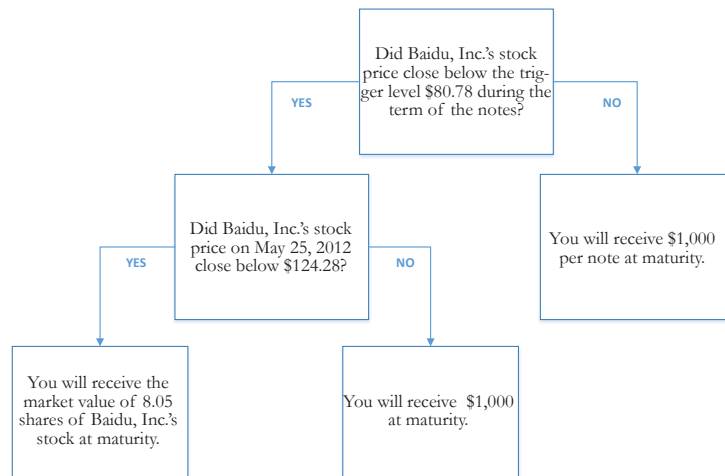 Did Baidu, Inc.'s stock
price close below the trig-
ger level $80.78 during the
term of the notes?
YES
NO
Did Baidu, Inc.'s stock
price on May 25, 2012
close below $124.28?
You will receive $1,000
per note at maturity.
YES
NO
You will receive the
market value of 8.05
shares of Baidu, Inc.'s
stock at maturity.
You will receive $1,000
at maturity.